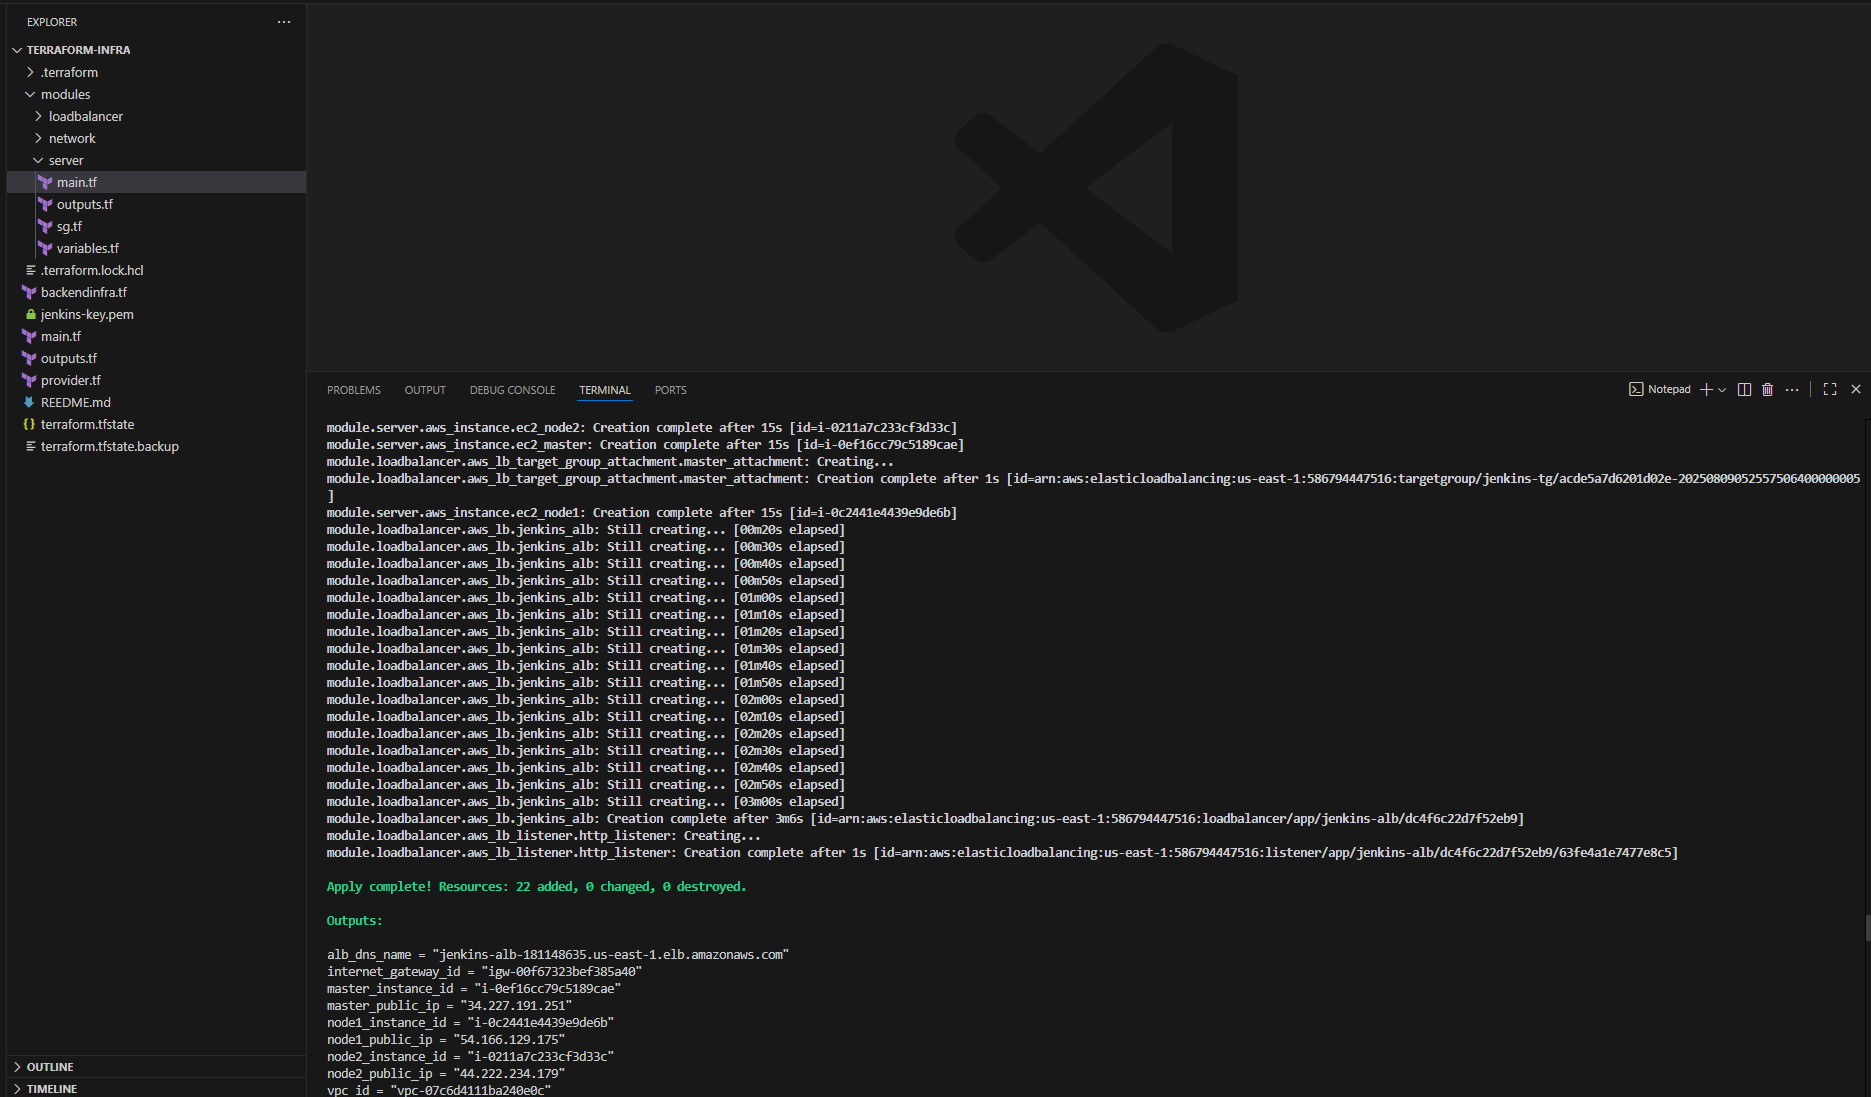 EXPLORER
TERRAFORM-INFRA
.terraform
modules
loadbalancer
network
server
main.tf
outputs.tf
sg.tf
variables.tf
.terraform.lock.hcl
backendinfra.tf
jenkins-key.pem
main.tf
outputs.tf
provider.tf
REEDME.md
terraform.tfstate
terraform.tfstate.backup
OUTLINE
TIMELINE
PROBLEMS OUTPUT DEBUG CONSOLE TERMINAL PORTS Notepad
module.server.aws_instance.ec2_node2: Creation complete after 15s [id=i-0211a7c233cf3d33c]
module.server.aws_instance.ec2_master: Creation complete after 15s [id=i-0ef16cc79c5189cae]
module.loadbalancer.aws_lb_target_group_attachment.master_attachment: Creating...
module.loadbalancer.aws_lb_target_group_attachment.master_attachment: Creation complete after 1s [id=arn:aws:elasticloadbalancing:us-east-1:586794447516:targetgroup/jenkins-tg/acde5a7d6201d02e-20250809052557506400000005
]
module.server.aws_instance.ec2_node1: Creation complete after 15s [id=i-0c2441e4439e9de6b]
module.loadbalancer.aws_lb.jenkins_alb: Still creating... [00m20s elapsed]
module.loadbalancer.aws_lb.jenkins_alb: Still creating... [00m30s elapsed]
module.loadbalancer.aws_lb.jenkins_alb: Still creating... [00m40s elapsed]
module.loadbalancer.aws_lb.jenkins_alb: Still creating... [00m50s elapsed]
module.loadbalancer.aws_lb.jenkins_alb: Still creating... [01m00s elapsed]
module.loadbalancer.aws_lb.jenkins_alb: Still creating... [01m10s elapsed]
module.loadbalancer.aws_lb.jenkins_alb: Still creating... [01m20s elapsed]
module.loadbalancer.aws_lb.jenkins_alb: Still creating... [01m30s elapsed]
module.loadbalancer.aws_lb.jenkins_alb: Still creating... [01m40s elapsed]
module.loadbalancer.aws_lb.jenkins_alb: Still creating... [01m50s elapsed]
module.loadbalancer.aws_lb.jenkins_alb: Still creating... [02m00s elapsed]
module.loadbalancer.aws_lb.jenkins_alb: Still creating... [02m10s elapsed]
module.loadbalancer.aws_lb.jenkins_alb: Still creating... [02m20s elapsed]
module.loadbalancer.aws_lb.jenkins_alb: Still creating... [02m30s elapsed]
module.loadbalancer.aws_lb.jenkins_alb: Still creating... [02m40s elapsed]
module.loadbalancer.aws_lb.jenkins_alb: Still creating... [02m50s elapsed]
module.loadbalancer.aws_lb.jenkins_alb: Still creating... [03m00s elapsed]
module.loadbalancer.aws_lb.jenkins_alb: Creation complete after 3m6s [id=arn:aws:elasticloadbalancing:us-east-1:586794447516:loadbalancer/app/jenkins-alb/dc4f6c22d7f52eb9]
module.loadbalancer.aws_lb_listener.http_listener: Creating...
module.loadbalancer.aws_lb_listener.http_listener: Creation complete after 1s [id=arn:aws:elasticloadbalancing:us-east-1:586794447516:listener/app/jenkins-alb/dc4f6c22d7f52eb9/63fe4a1e7477e8c5]
Apply complete! Resources: 22 added, 0 changed, 0 destroyed.
Outputs:
alb_dns_name = "jenkins-alb-181148635.us-east-1.elb.amazonaws.com"
internet_gateway_id = "igw-00f67323bef385a40"
master_instance_id = "i-0ef16cc79c5189cae"
master_public_ip = "34.227.191.251"
node1_instance_id = "i-0c2441e4439e9de6b"
node1_public_ip = "54.166.129.175"
node2_instance_id = "i-0211a7c233cf3d33c"
node2_public_ip = "44.222.234.179"
vpc_id = "vpc-07c6d4111ba240e0c"